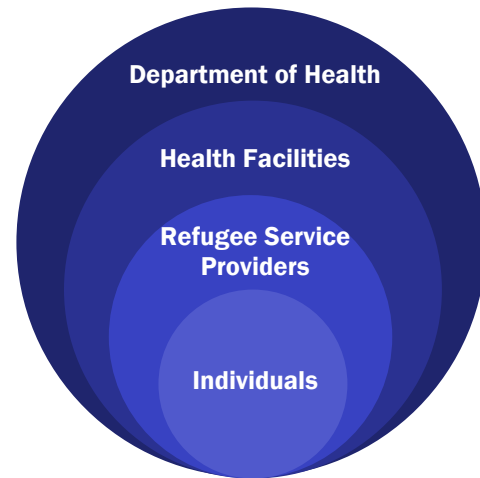 Department of Health
Health Facilities
Refugee Service
Providers
Individuals